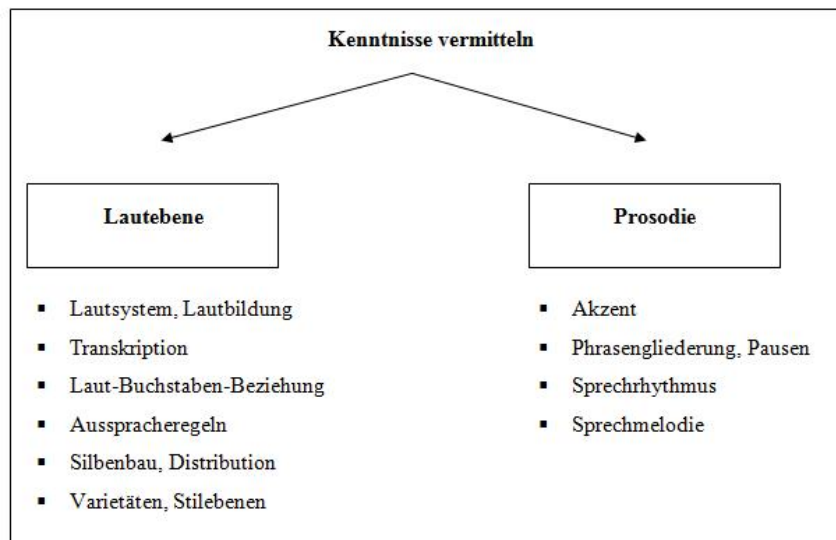 Kenntnisse vermitteln
Lautebene
▪ Lautsystem, Lautbildung
▪ Transkription
▪ Laut-Buchstaben-Beziehung
▪ Ausspracheregeln
▪ Silbenbau, Distribution
▪ Varietäten, Stilebenen
Prosodie
▪ Akzent
▪ Phrasengliederung, Pausen
▪ Sprechrhythmus
▪ Sprechmelodie